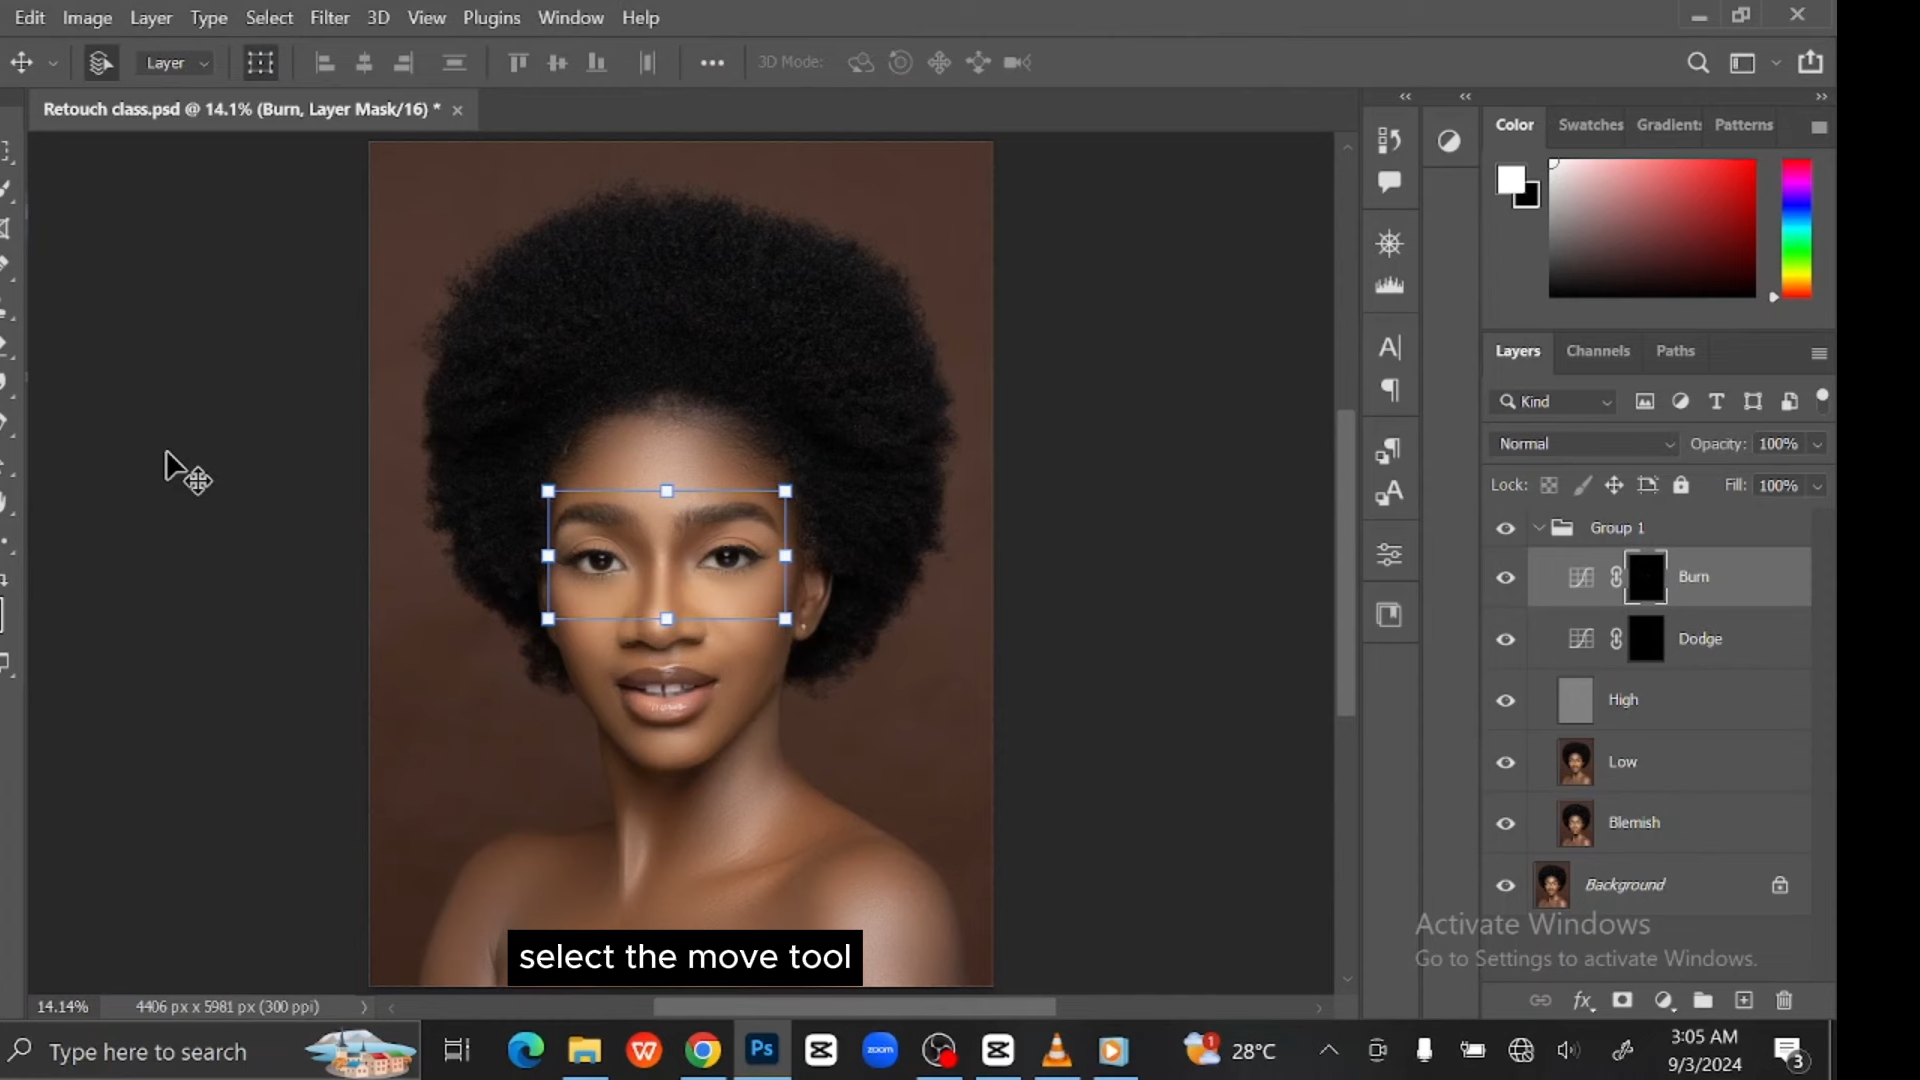 Edit Image Layer Type Select Filter 3D View Plugins Window Help
Layer 3D Mode:
Retouch class.psd @ 14.1% (Burn, Layer Mask/16) *
Color Swatches Gradients Patterns
Layers Channels Paths
Kind
Normal Opacity: 100%
Lock: Fill: 100%
Group 1
Burn
Dodge
High
Low
Blemish
Background
Activate Windows
Go to Settings to activate Windows.
select the move tool
14.14% 4406 px x 5981 px (300 ppi)
Type here to search
W
Ps
zoom
1
28°C
3:05 AM
9/3/2024
3